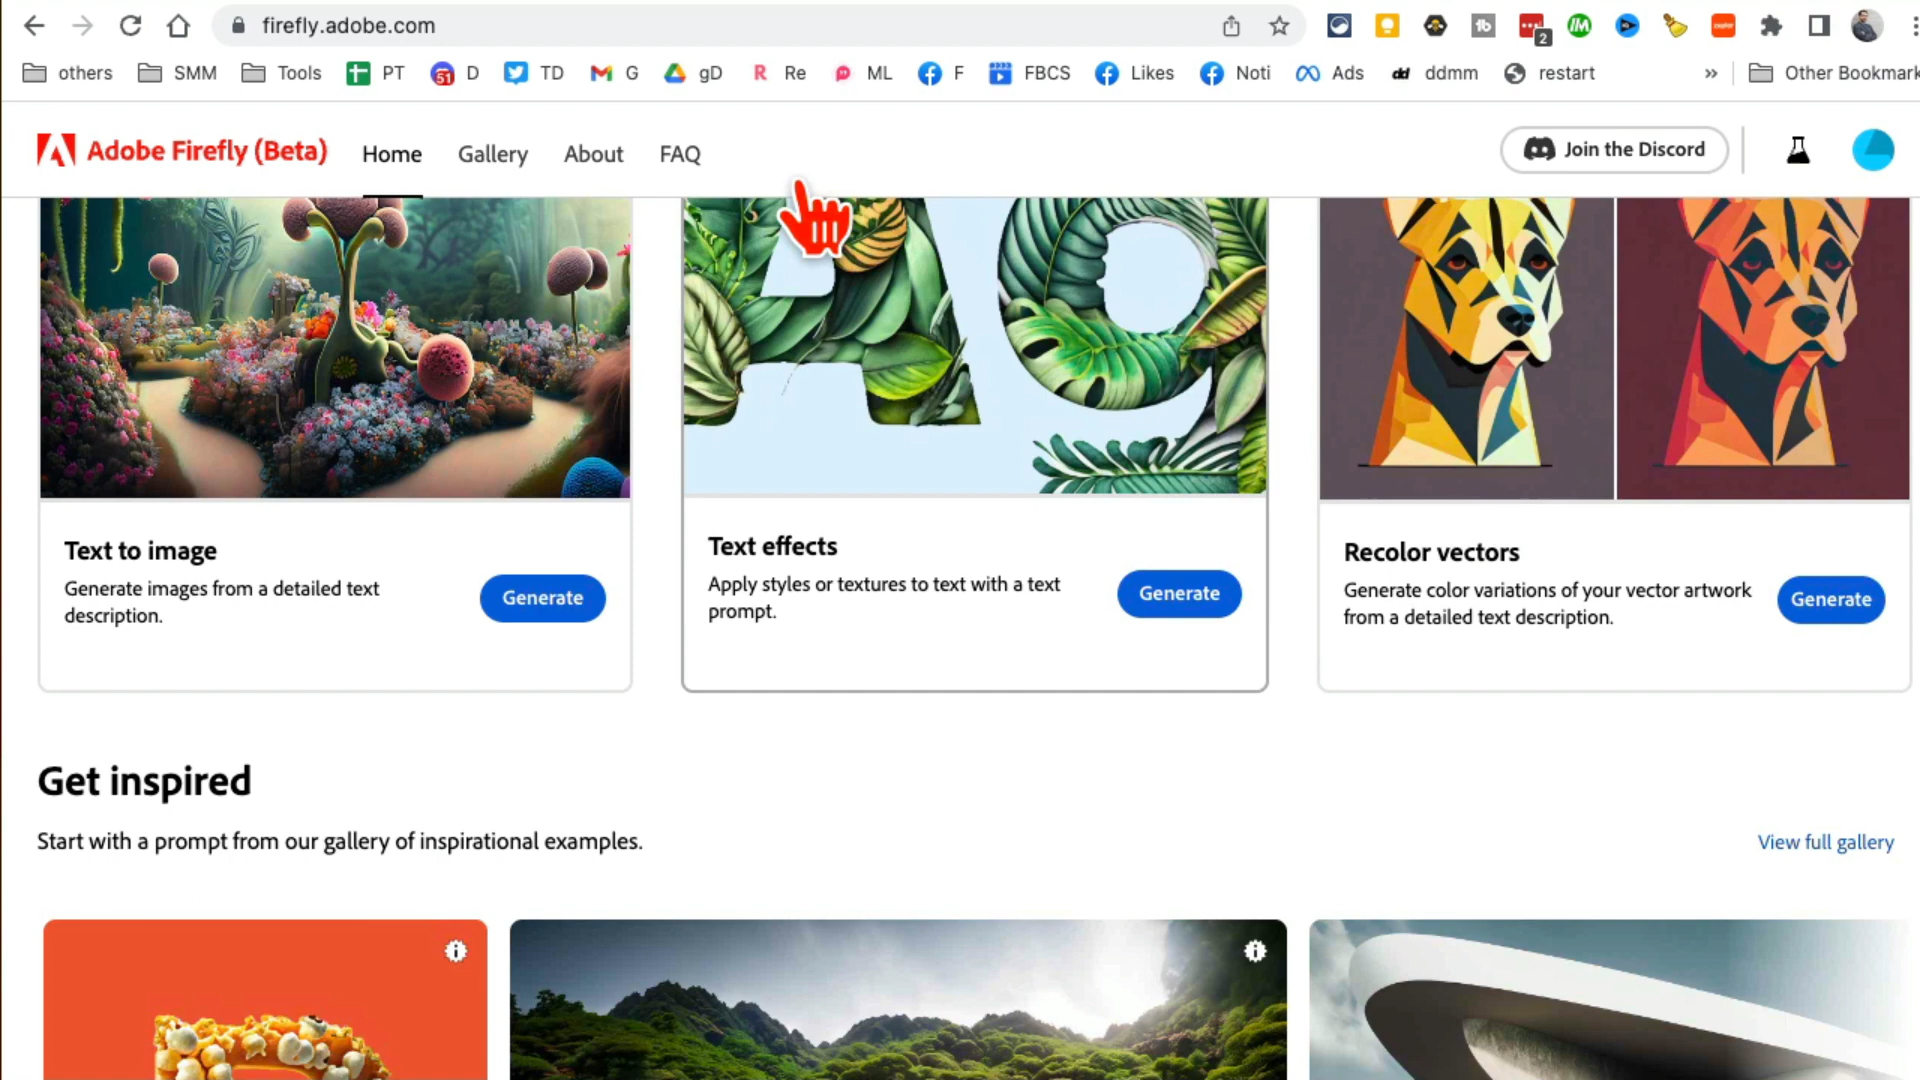 firefly.adobe.com
2
others SMM Tools PT 51 D TD G gD Re ML F FBCS Likes Noti Ads dd ddmm restart » Other Bookmark
Adobe Firefly (Beta) Home Gallery About FAQ Join the Discord
Text to image
Generate images from a detailed text
description.
Generate
Text effects
Apply styles or textures to text with a text
prompt.
Generate
Recolor vectors
Generate color variations of your vector artwork
from a detailed text description.
Generate
Get inspired
Start with a prompt from our gallery of inspirational examples.
View full gallery